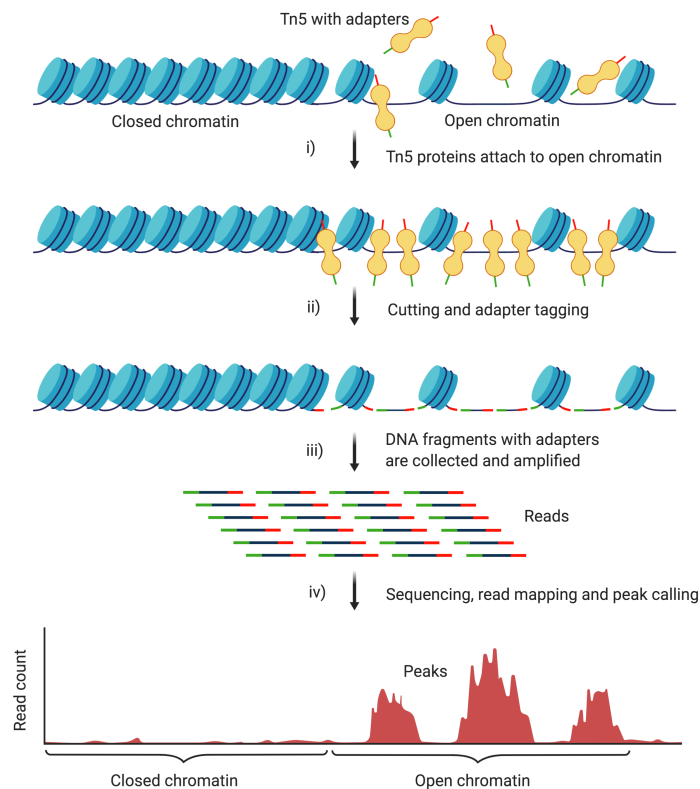 Tn5 with adapters
Closed chromatin
Open chromatin
i)
Tn5 proteins attach to open chromatin
ii)
Cutting and adapter tagging
iii)
DNA fragments with adapters
are collected and amplified
Reads
iv)
Sequencing, read mapping and peak calling
Read count
Peaks
Closed chromatin
Open chromatin